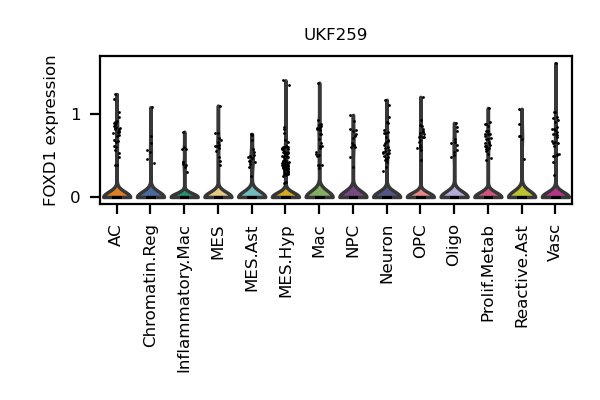 UKF259
FOXD1 expression
1
0
AC
Chromatin.Reg
Inflammatory.Mac
MES
MES.Ast
MES.Hyp
Mac
NPC
Neuron
OPC
Oligo
Prolif.Metab
Reactive.Ast
Vasc